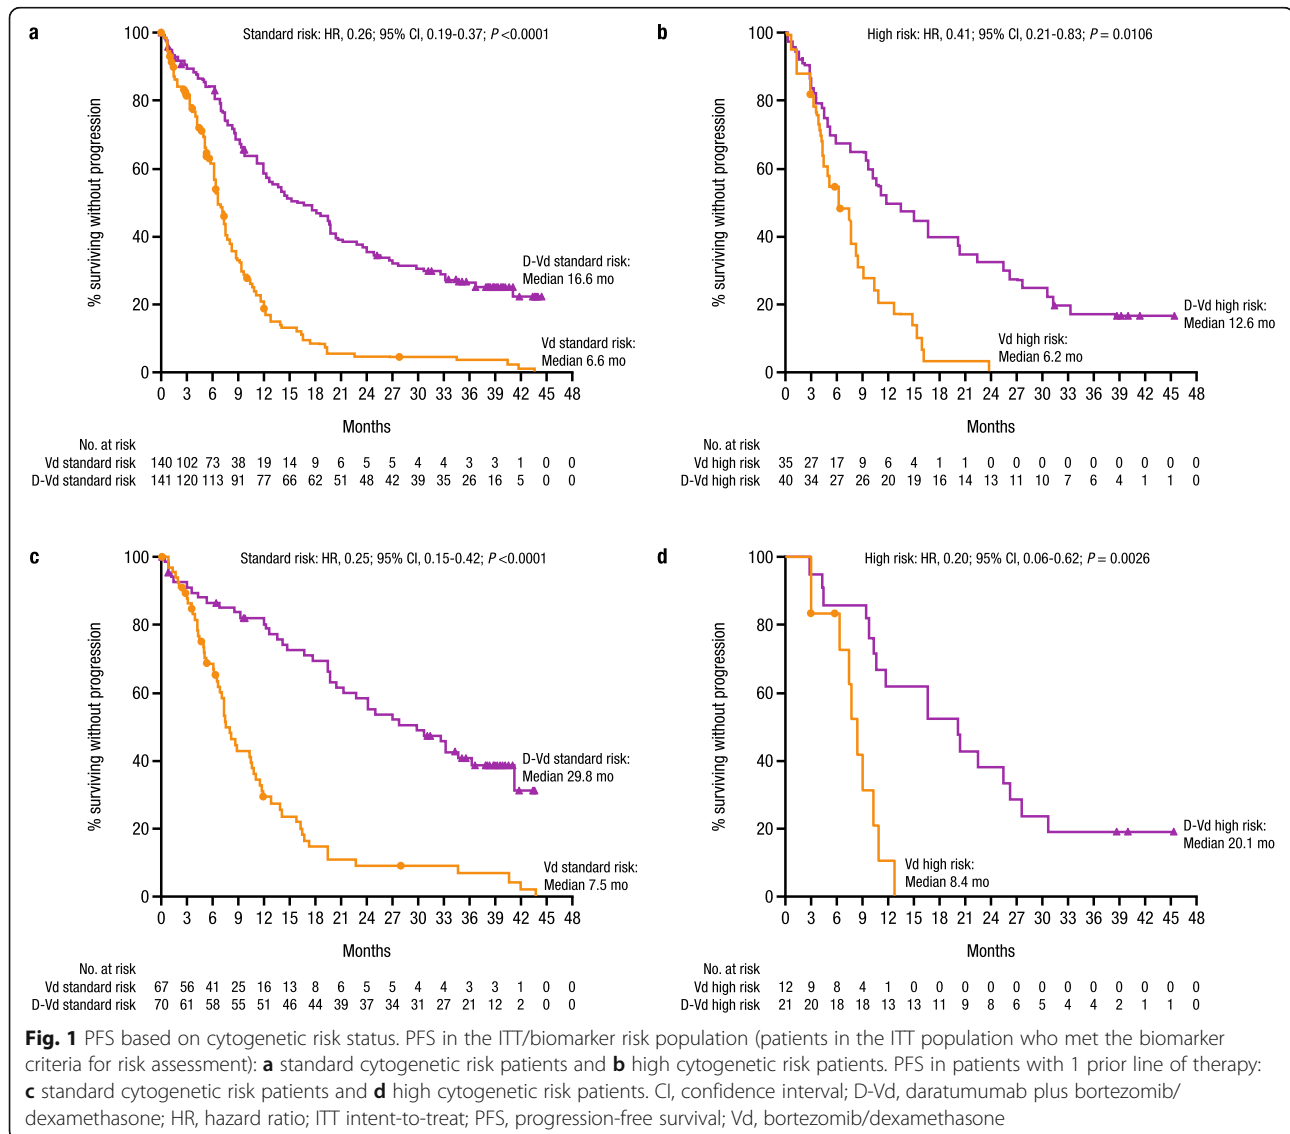 a
Standard risk: HR, 0.26; 95% CI, 0.19-0.37; P <0.0001
% surviving without progression
100
80
60
40
20
0
D-Vd standard risk:
Median 16.6 mo
Vd standard risk:
Median 6.6 mo
0 3 6 9 12 15 18 21 24 27 30 33 36 39 42 45 48
Months
No. at risk
Vd standard risk 140 102 73 38 19 14 9 6 5 5 4 4 3 3 1 0 0
D-Vd standard risk 141 120 113 91 77 66 62 51 48 42 39 35 26 16 5 0 0
b
High risk: HR, 0.41; 95% CI, 0.21-0.83; P = 0.0106
% surviving without progression
100
80
60
40
20
0
D-Vd high risk:
Median 12.6 mo
Vd high risk:
Median 6.2 mo
0 3 6 9 12 15 18 21 24 27 30 33 36 39 42 45 48
Months
No. at risk
Vd high risk 35 27 17 9 6 4 1 1 0 0 0 0 0 0 0 0 0
D-Vd high risk 40 34 27 26 20 19 16 14 13 11 10 7 6 4 1 1 0
c
Standard risk: HR, 0.25; 95% CI, 0.15-0.42; P <0.0001
% surviving without progression
100
80
60
40
20
0
D-Vd standard risk:
Median 29.8 mo
Vd standard risk:
Median 7.5 mo
0 3 6 9 12 15 18 21 24 27 30 33 36 39 42 45 48
Months
No. at risk
Vd standard risk 67 56 41 25 16 13 8 6 5 5 4 4 3 3 1 0 0
D-Vd standard risk 70 61 58 55 51 46 44 39 37 34 31 27 21 12 2 0 0
d
High risk: HR, 0.20; 95% CI, 0.06-0.62; P = 0.0026
% surviving without progression
100
80
60
40
20
0
D-Vd high risk:
Median 20.1 mo
Vd high risk:
Median 8.4 mo
0 3 6 9 12 15 18 21 24 27 30 33 36 39 42 45 48
Months
No. at risk
Vd high risk 12 9 8 4 1 0 0 0 0 0 0 0 0 0 0 0 0
D-Vd high risk 21 20 18 18 13 13 11 9 8 6 5 4 4 2 1 1 0
Fig. 1 PFS based on cytogenetic risk status. PFS in the ITT/biomarker risk population (patients in the ITT population who met the biomarker
criteria for risk assessment): a standard cytogenetic risk patients and b high cytogenetic risk patients. PFS in patients with 1 prior line of therapy:
c standard cytogenetic risk patients and d high cytogenetic risk patients. CI, confidence interval; D-Vd, daratumumab plus bortezomib/
dexamethasone; HR, hazard ratio; ITT intent-to-treat; PFS, progression-free survival; Vd, bortezomib/dexamethasone